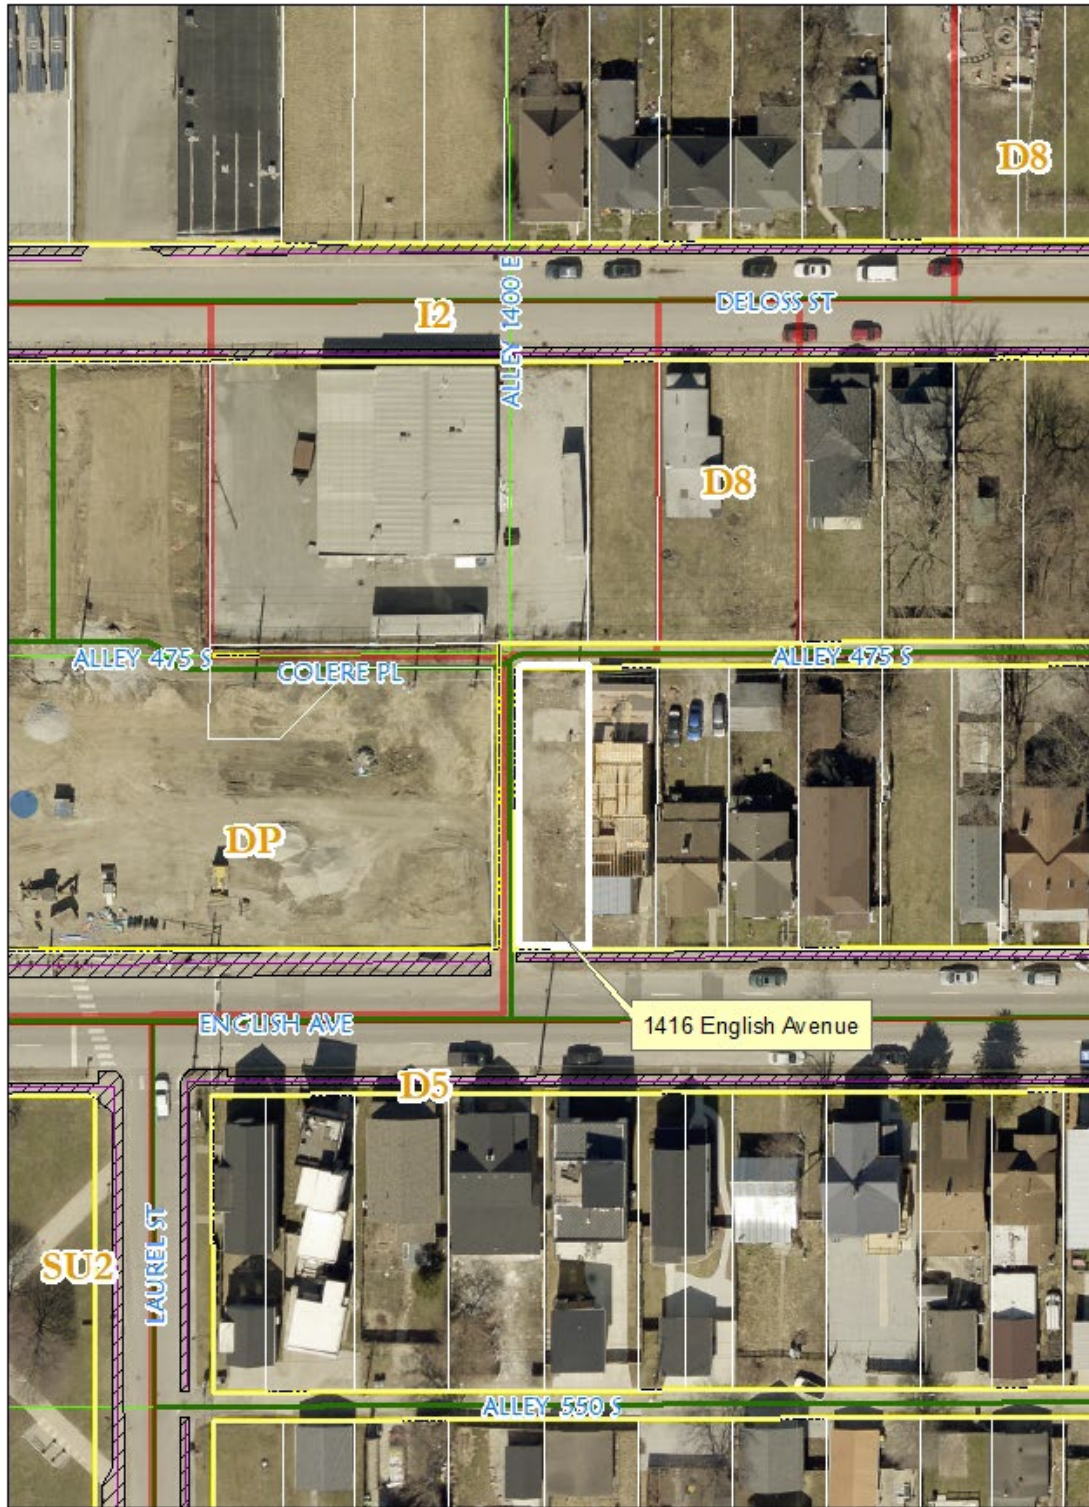 D8
ALLEY 1400 E
DELOSS ST
I2
D8
ALLEY 475 S
COLERE PL
ALLEY 475 S
DP
ENGLISH AVE
1416 English Avenue
D5
LAUREL ST
SU2
ALLEY 550 S